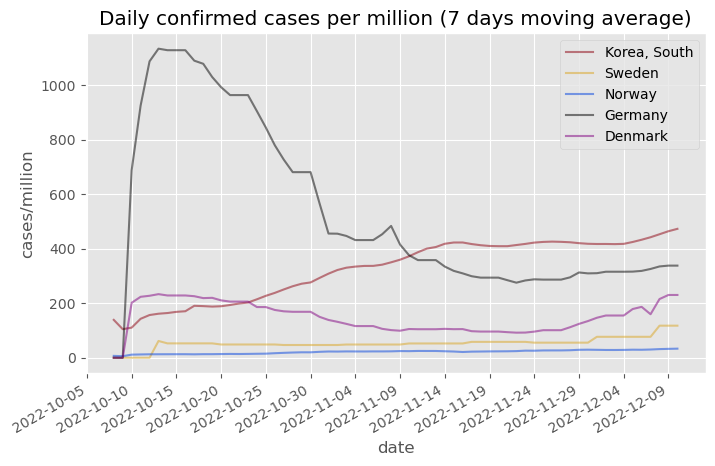 Daily confirmed cases per million (7 days moving average)
Korea, South
Sweden
Norway
Germany
Denmark
1000
800
600
400
200
0
cases/million
2022-10-05
2022-10-10
2022-10-15
2022-10-20
2022-10-25
2022-10-30
2022-11-04
2022-11-09
2022-11-14
2022-11-19
2022-11-24
2022-11-29
2022-12-04
2022-12-09
date